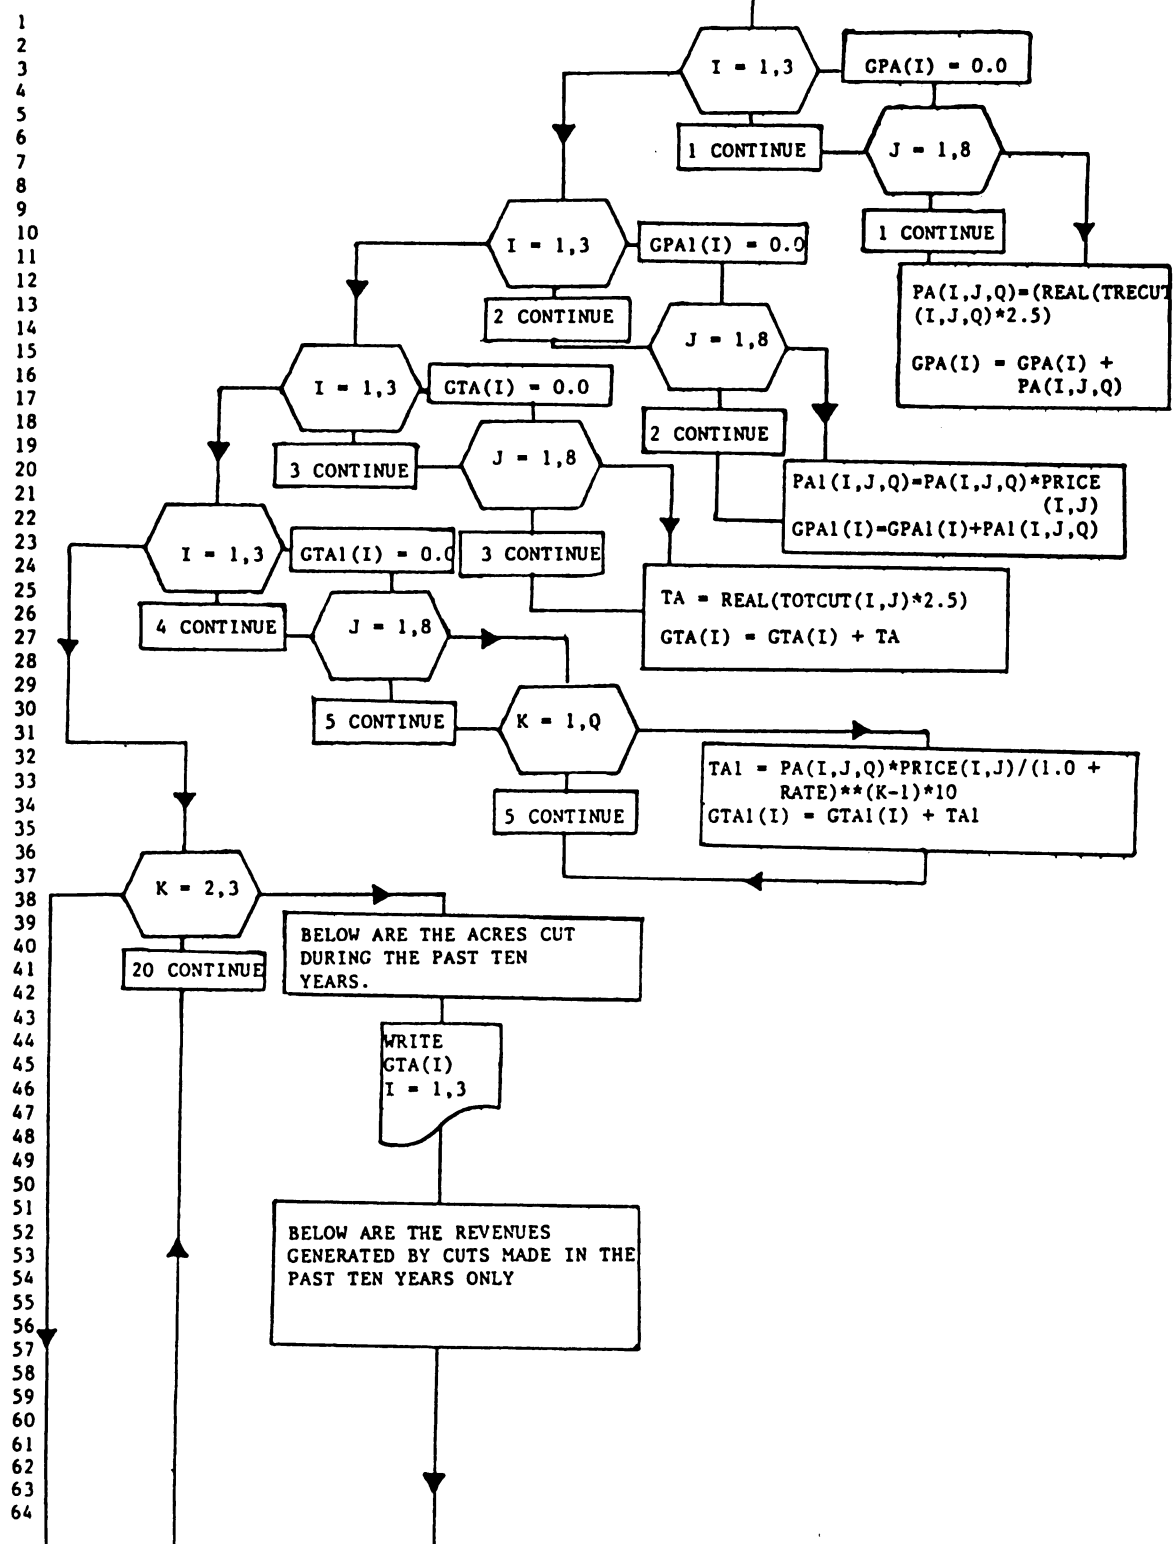 1
2
3
4
5
6
7
8
9
10
11
12
13
14
15
16
17
18
19
20
21
22
23
24
25
26
27
28
29
30
31
32
33
34
35
36
37
38
39
40
41
42
43
44
45
46
47
48
49
50
51
52
53
54
55
56
57
58
59
60
61
62
63
64
I = 1,3
GPA(I) = 0.0
1 CONTINUE
J = 1,8
1 CONTINUE
PA(I,J,Q)=(REAL(TRECUT
(I,J,Q)*2.5)
GPA(I) = GPA(I) +
PA(I,J,Q)
I = 1,3
GPA1(I) = 0.0
2 CONTINUE
J = 1,8
2 CONTINUE
PA1(I,J,Q)=PA(I,J,Q)*PRICE
(I,J)
GPA1(I)=GPA1(I)+PA1(I,J,Q)
I = 1,3
GTA(I) = 0.0
3 CONTINUE
J = 1,8
3 CONTINUE
TA = REAL(TOTCUT(I,J)*2.5)
GTA(I) = GTA(I) + TA
I = 1,3
GTA1(I) = 0.0
4 CONTINUE
J = 1,8
5 CONTINUE
K = 1,Q
5 CONTINUE
TA1 = PA(I,J,Q)*PRICE(I,J)/(1.0 +
RATE)**(K-1)*10
GTA1(I) = GTA1(I) + TA1
K = 2,3
20 CONTINUE
BELOW ARE THE ACRES CUT
DURING THE PAST TEN
YEARS.
WRITE
GTA(I)
I = 1,3
BELOW ARE THE REVENUES
GENERATED BY CUTS MADE IN THE
PAST TEN YEARS ONLY